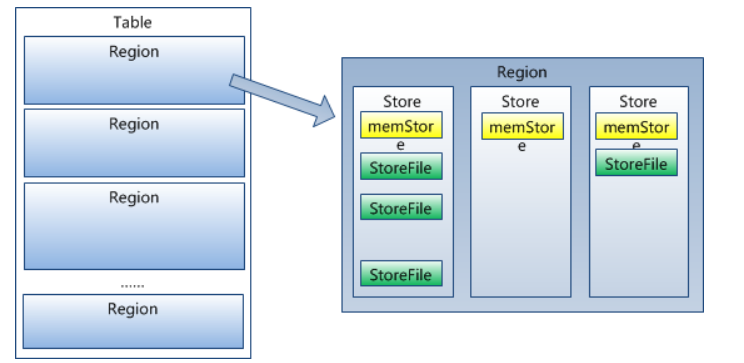 Table
Region
Region
Region
......
Region
Region
Store
memStor
e
StoreFile
StoreFile
StoreFile
Store
memStor
e
Store
memStor
e
StoreFile